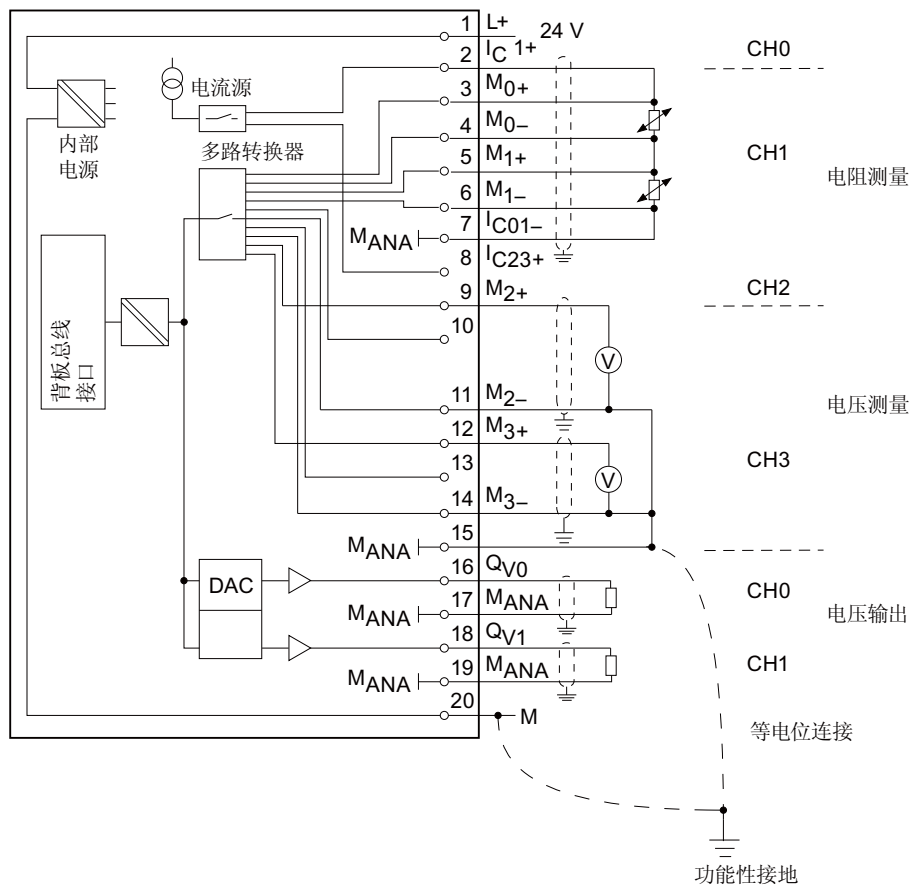 1 L+ 24 V
2 IC 1+ CH0
电流源
3 M0+
4 M0–
内部
电源
多路转换器
5 M1+ CH1
电阻测量
6 M1–
7 IC01–
MANA
8 IC23+
9 M2+ CH2
10
背板总线
接口
V
11 M2–
电压测量
12 M3+
13 CH3
V
14 M3–
15
MANA
16 QV0
DAC
CH0
17 MANA
MANA
电压输出
18 QV1
19 MANA
MANA
CH1
20
M
等电位连接
功能性接地